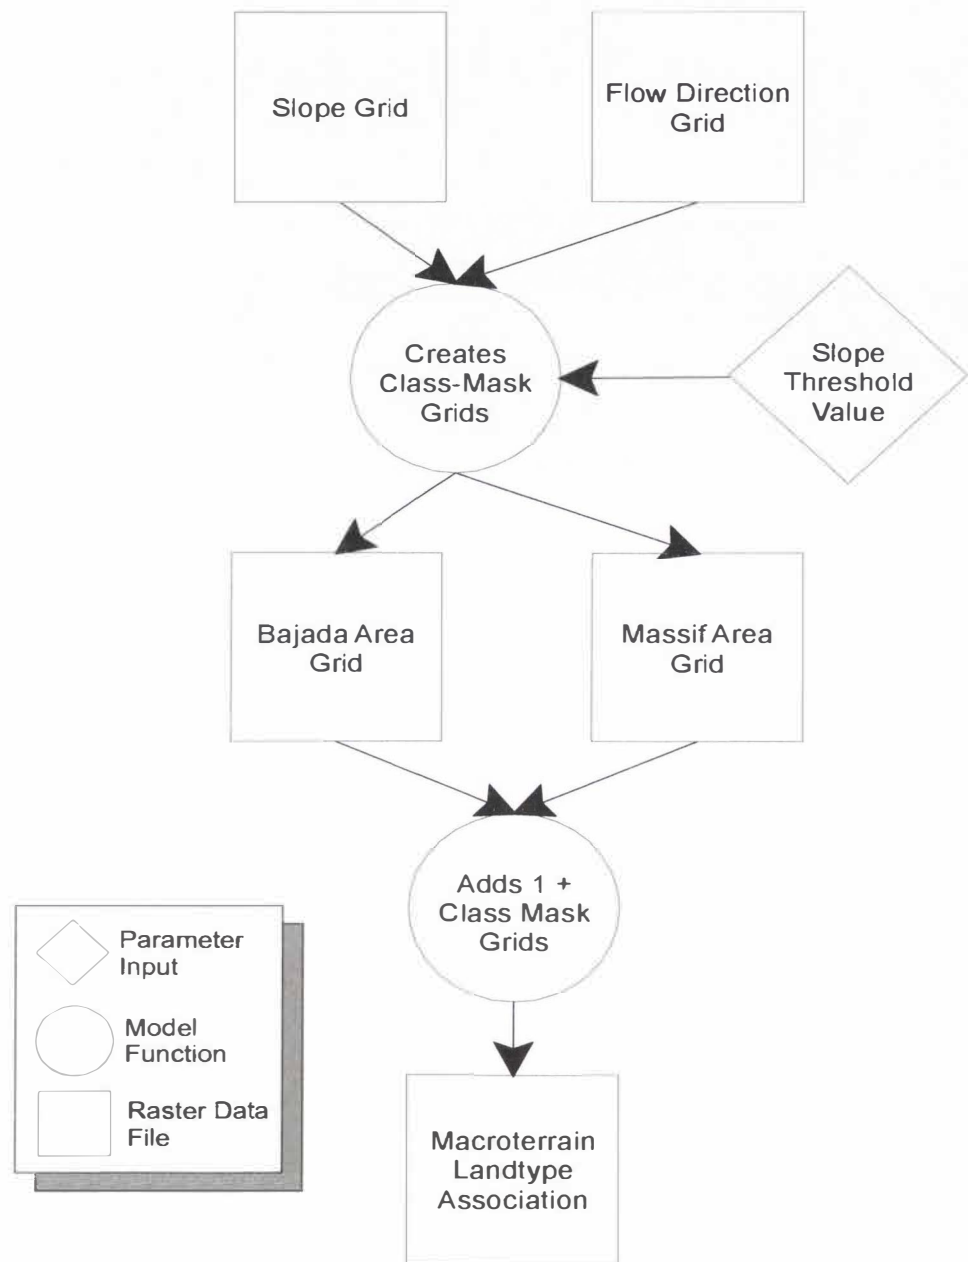 Slope Grid
Flow Direction
Grid
Creates
Class-Mask
Grids
Slope
Threshold
Value
Bajada Area
Grid
Massif Area
Grid
Adds 1 +
Class Mask
Grids
Parameter
Input
Model
Function
Raster Data
File
Macroterrain
Landtype
Association